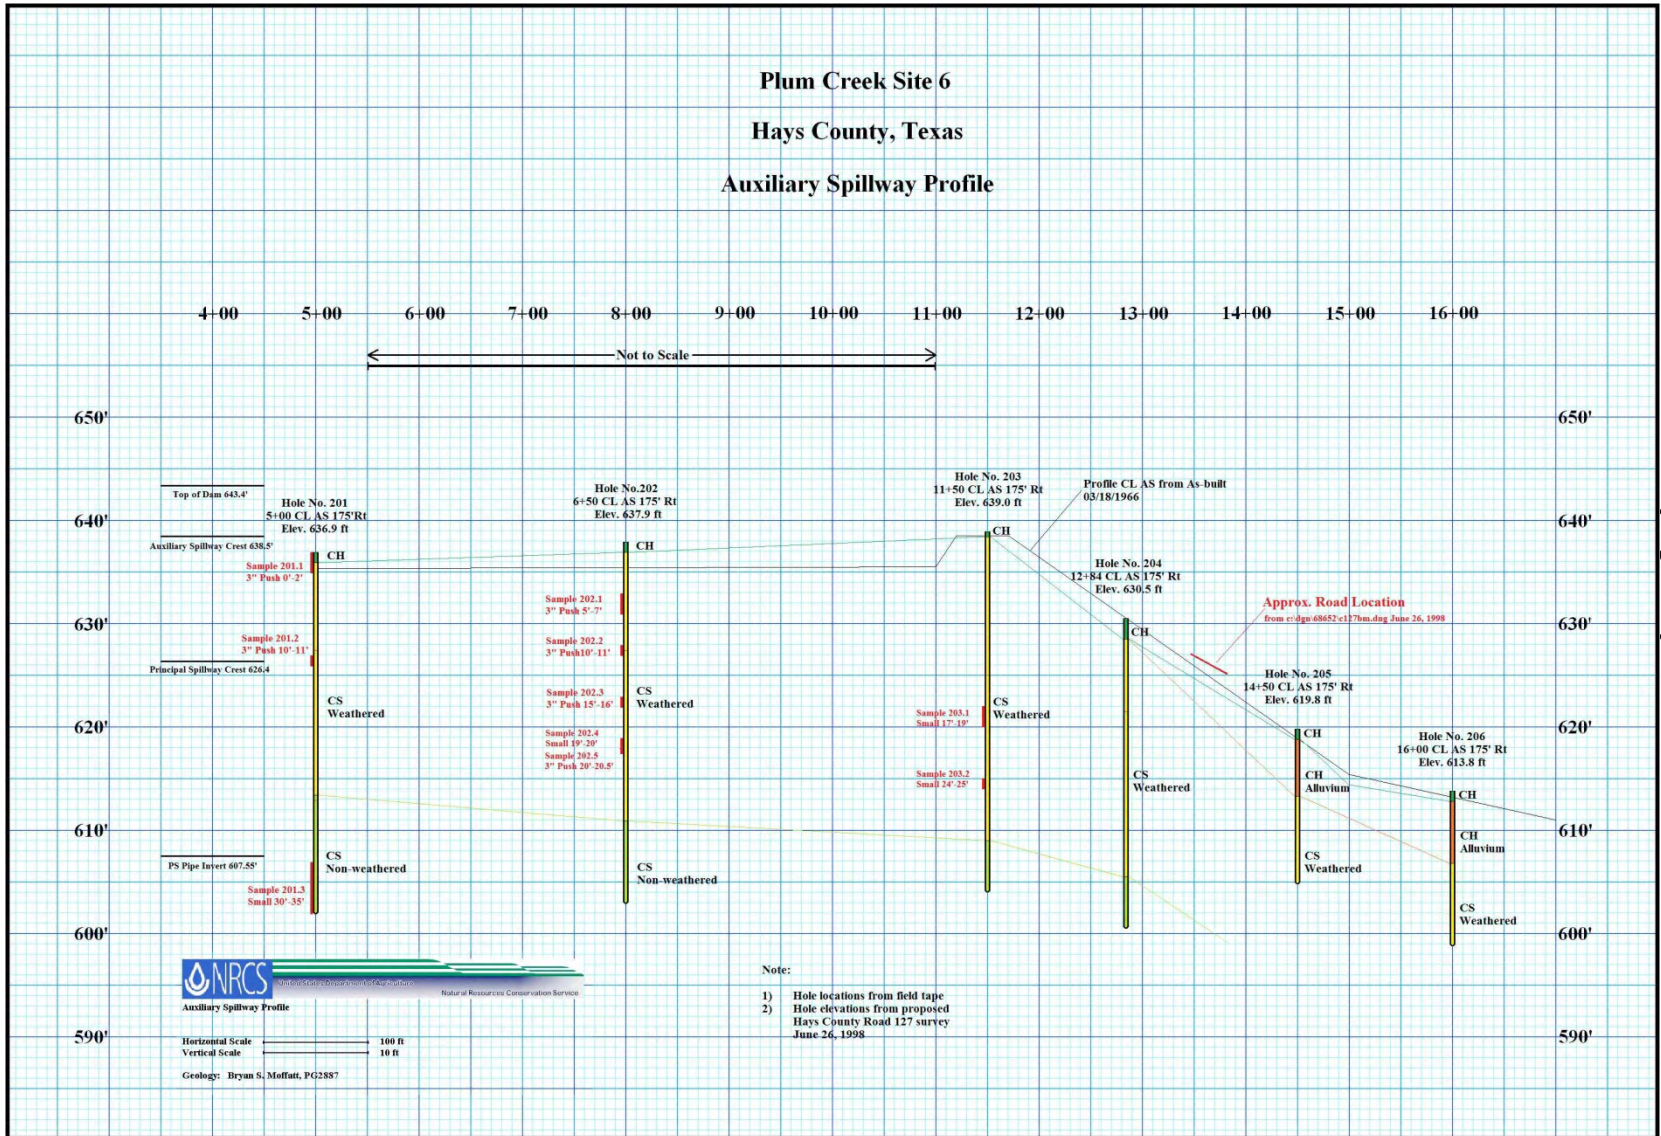 Plum Creek Site 6
Hays County, Texas
Auxiliary Spillway Profile
4+00 5+00 6+00 7+00 8+00 9+00 10+00 11+00 12+00 13+00 14+00 15+00 16+00
Not to Scale
650' 650'
640' 640'
630' 630'
620' 620'
610' 610'
600' 600'
590' 590'
Top of Dam 643.4'
Auxiliary Spillway Crest 638.5'
Principal Spillway Crest 626.4
PS Pipe Invert 607.55'
Hole No. 201
5+00 CL AS 175'Rt
Elev. 636.9 ft
CH
Sample 201.1
3" Push 0'-2'
Sample 201.2
3" Push 10'-11'
CS
Weathered
CS
Non-weathered
Sample 201.3
Small 30'-35'
Hole No.202
6+50 CL AS 175' Rt
Elev. 637.9 ft
CH
Sample 202.1
3" Push 5'-7'
Sample 202.2
3" Push10'-11'
Sample 202.3
3" Push 15'-16'
CS
Weathered
Sample 202.4
Small 19'-20'
Sample 202.5
3" Push 20'-20.5'
CS
Non-weathered
Hole No. 203
11+50 CL AS 175' Rt
Elev. 639.0 ft
CH
Sample 203.1
Small 17'-19'
CS
Weathered
Sample 203.2
Small 24'-25'
Profile CL AS from As-built
03/18/1966
Hole No. 204
12+84 CL AS 175' Rt
Elev. 630.5 ft
CH
CS
Weathered
Approx. Road Location
from c:\dgn\68652\c127bm.dng June 26, 1998
Hole No. 205
14+50 CL AS 175' Rt
Elev. 619.8 ft
CH
CH
Alluvium
CS
Weathered
Hole No. 206
16+00 CL AS 175' Rt
Elev. 613.8 ft
CH
CH
Alluvium
CS
Weathered
NRCS
United States Department of Agriculture
Natural Resources Conservation Service
Auxiliary Spillway Profile
Horizontal Scale 100 ft
Vertical Scale 10 ft
Geology: Bryan S. Moffatt, PG2887
Note:
1) Hole locations from field tape
2) Hole elevations from proposed
Hays County Road 127 survey
June 26, 1998